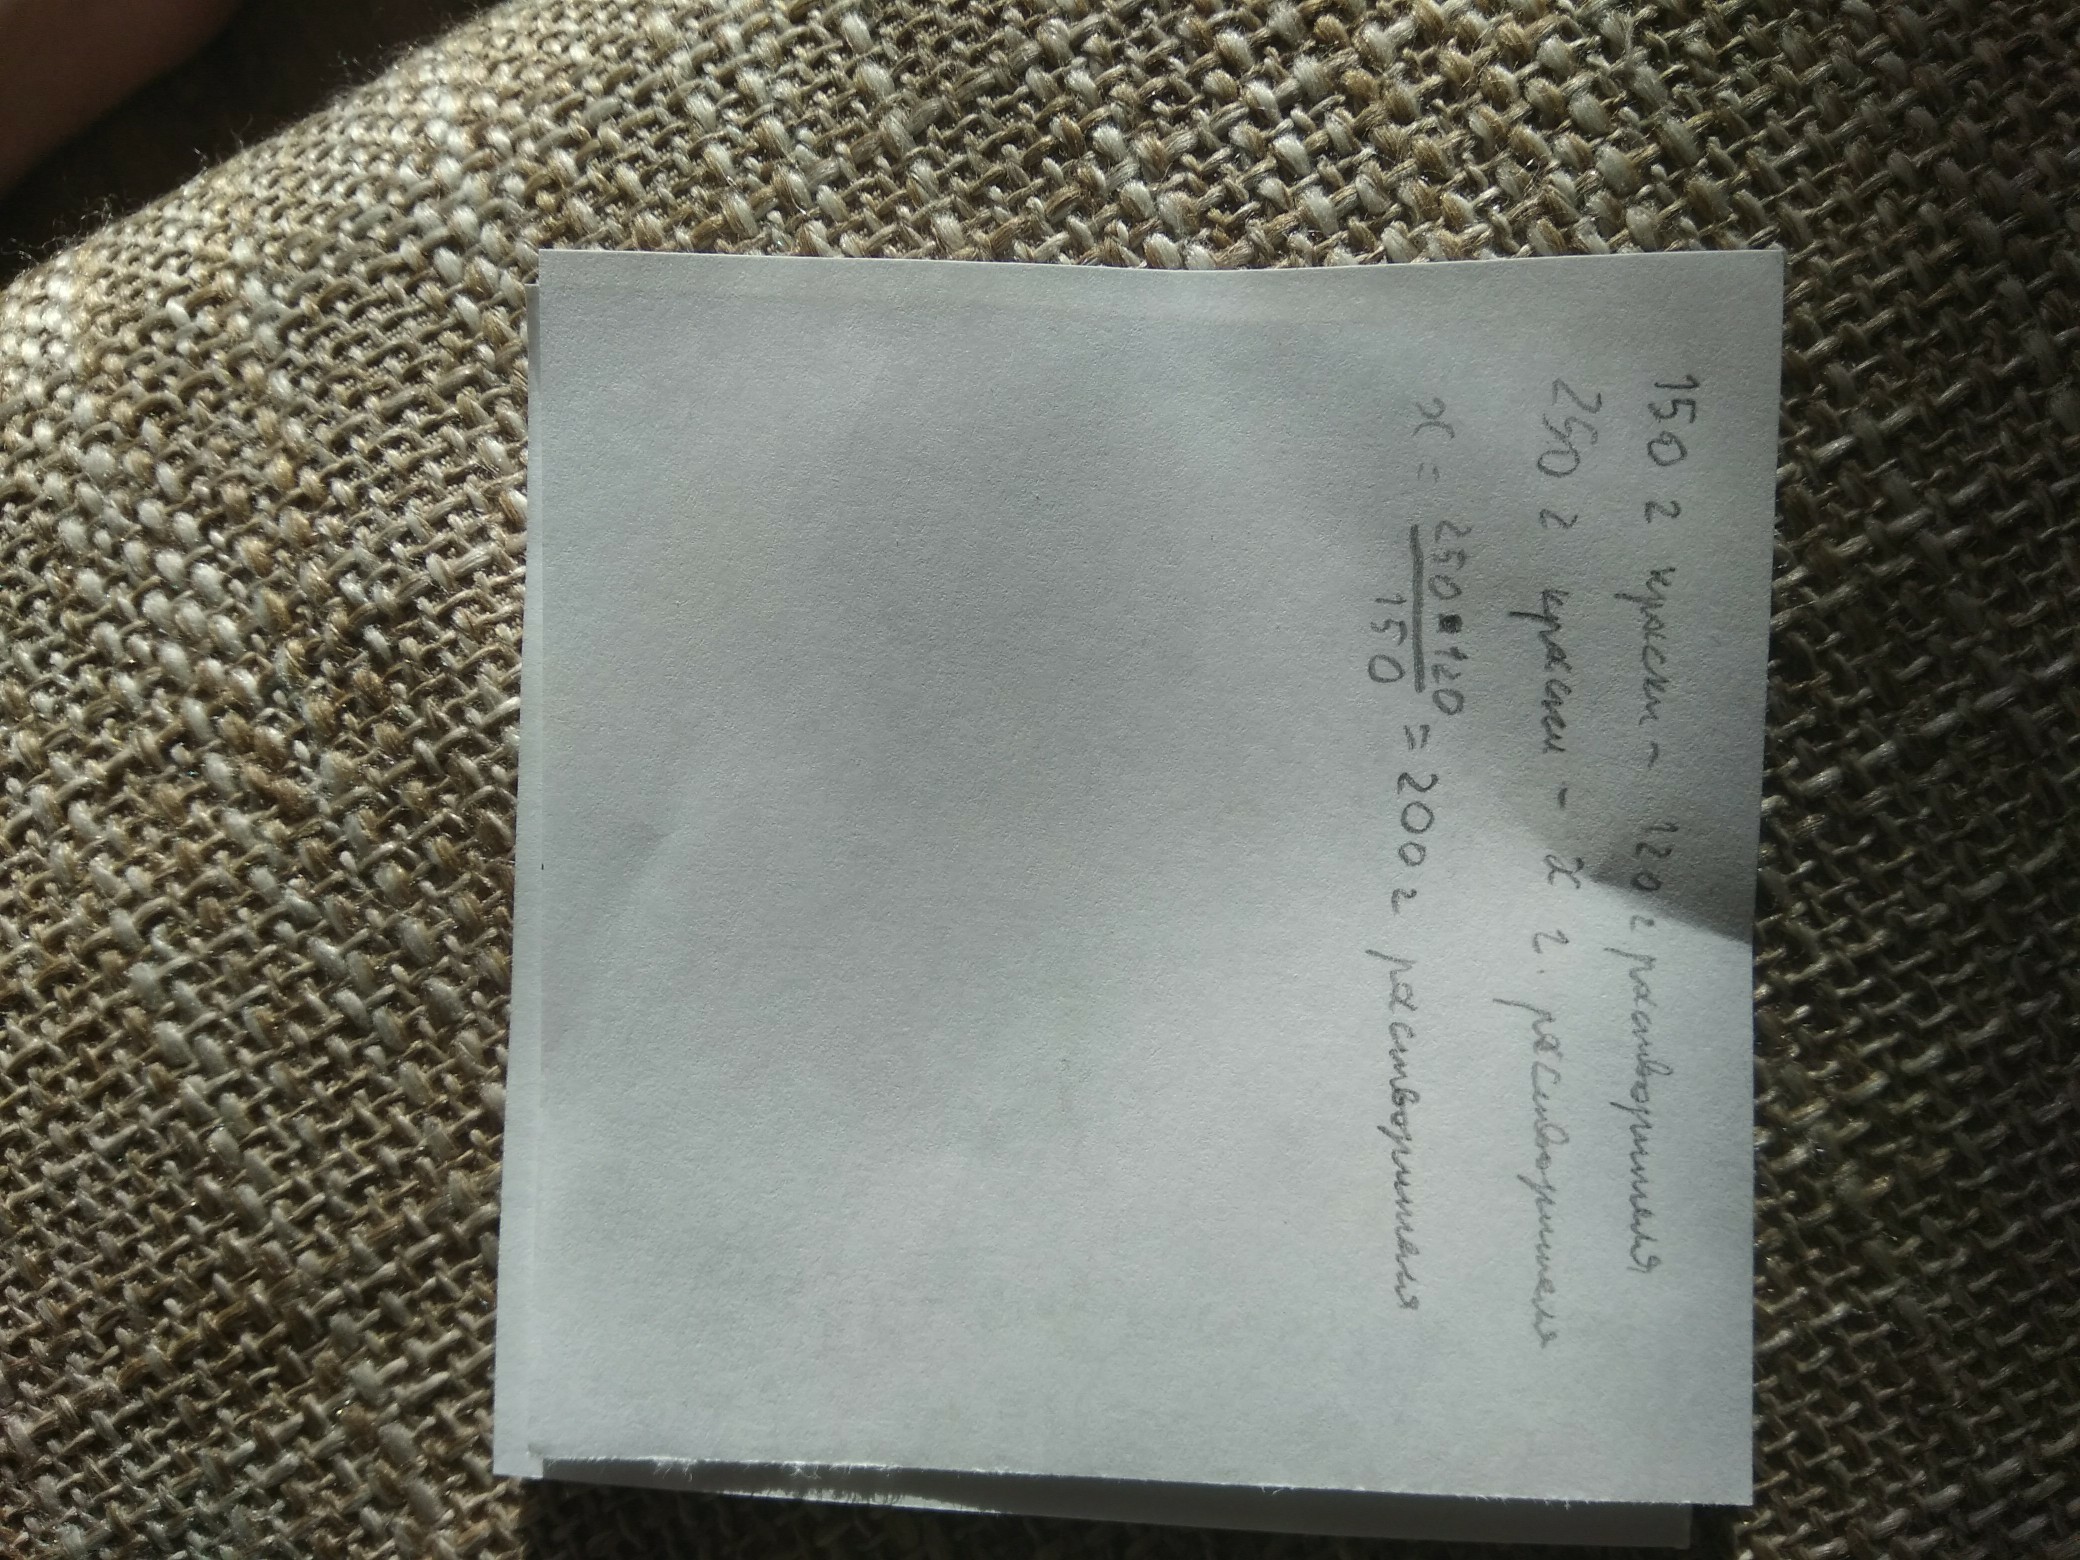 150 г краски - 120 г растворителя
250 г краски - x г. растворителя
x = 250 · 120 / 150 = 200 г растворителя